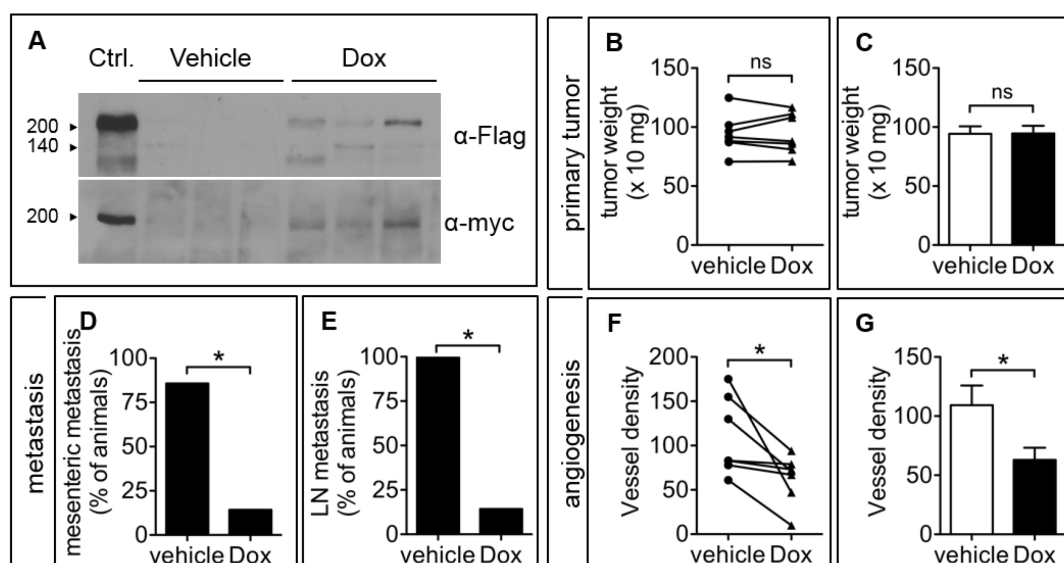 A
Ctrl. Vehicle Dox
200
140
α-Flag
200
α-myc
primary tumor
B
tumor weight
(x 10 mg)
150
100
50
0
ns
vehicle Dox
C
tumor weight
(x 10 mg)
150
100
50
0
ns
vehicle Dox
metastasis
D
mesenteric metastasis
(% of animals)
100
75
50
25
0
*
vehicle Dox
E
LN metastasis
(% of animals)
100
75
50
25
0
*
vehicle Dox
angiogenesis
F
Vessel density
200
150
100
50
0
*
vehicle Dox
G
Vessel density
150
100
50
0
*
vehicle Dox